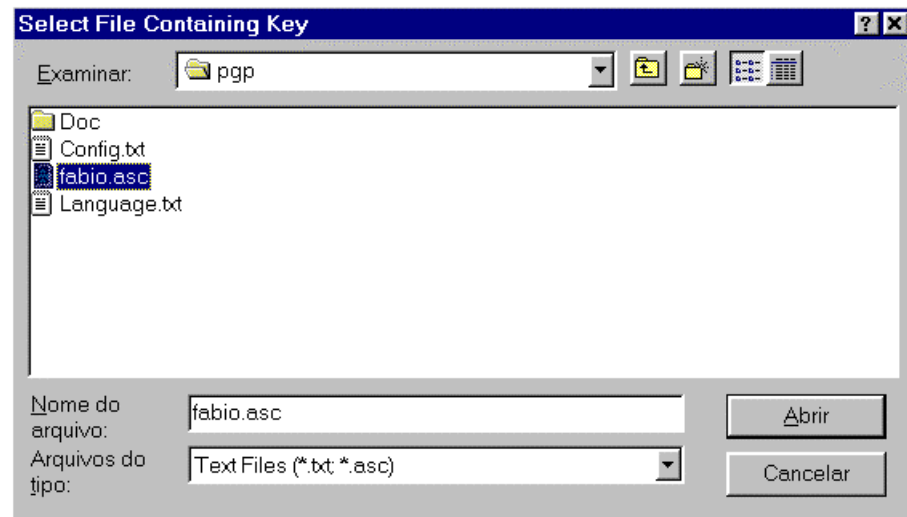 Select File Containing Key
Examinar:
pgp
Doc
Config.txt
fabio.asc
Language.txt
Nome do
arquivo:
fabio.asc
Abrir
Arquivos do
tipo:
Text Files (*.txt; *.asc)
Cancelar